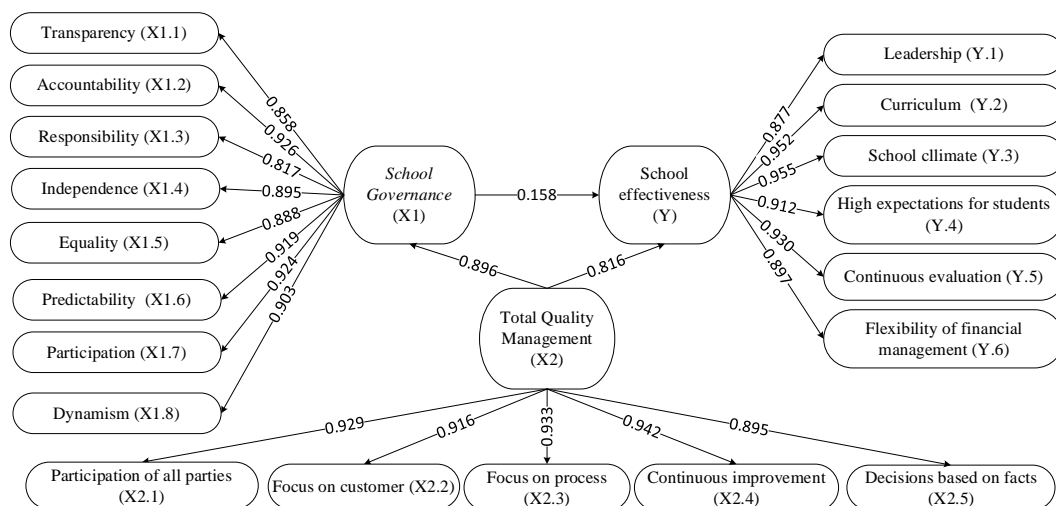 Transparency (X1.1)
Accountability (X1.2)
Responsibility (X1.3)
Independence (X1.4)
Equality (X1.5)
Predictability (X1.6)
Participation (X1.7)
Dynamism (X1.8)
0.858
0.926
0.817
0.895
0.888
0.919
0.924
0.903
School
Governance
(X1)
0.158
School
effectiveness
(Y)
0.896
0.816
Total Quality
Management
(X2)
0.877
0.952
0.955
0.912
0.930
0.897
Leadership (Y.1)
Curriculum (Y.2)
School cllimate (Y.3)
High expectations for students
(Y.4)
Continuous evaluation (Y.5)
Flexibility of financial
management (Y.6)
0.929
0.916
0.933
0.942
0.895
Participation of all parties
(X2.1)
Focus on customer (X2.2)
Focus on process
(X2.3)
Continuous improvement
(X2.4)
Decisions based on facts
(X2.5)